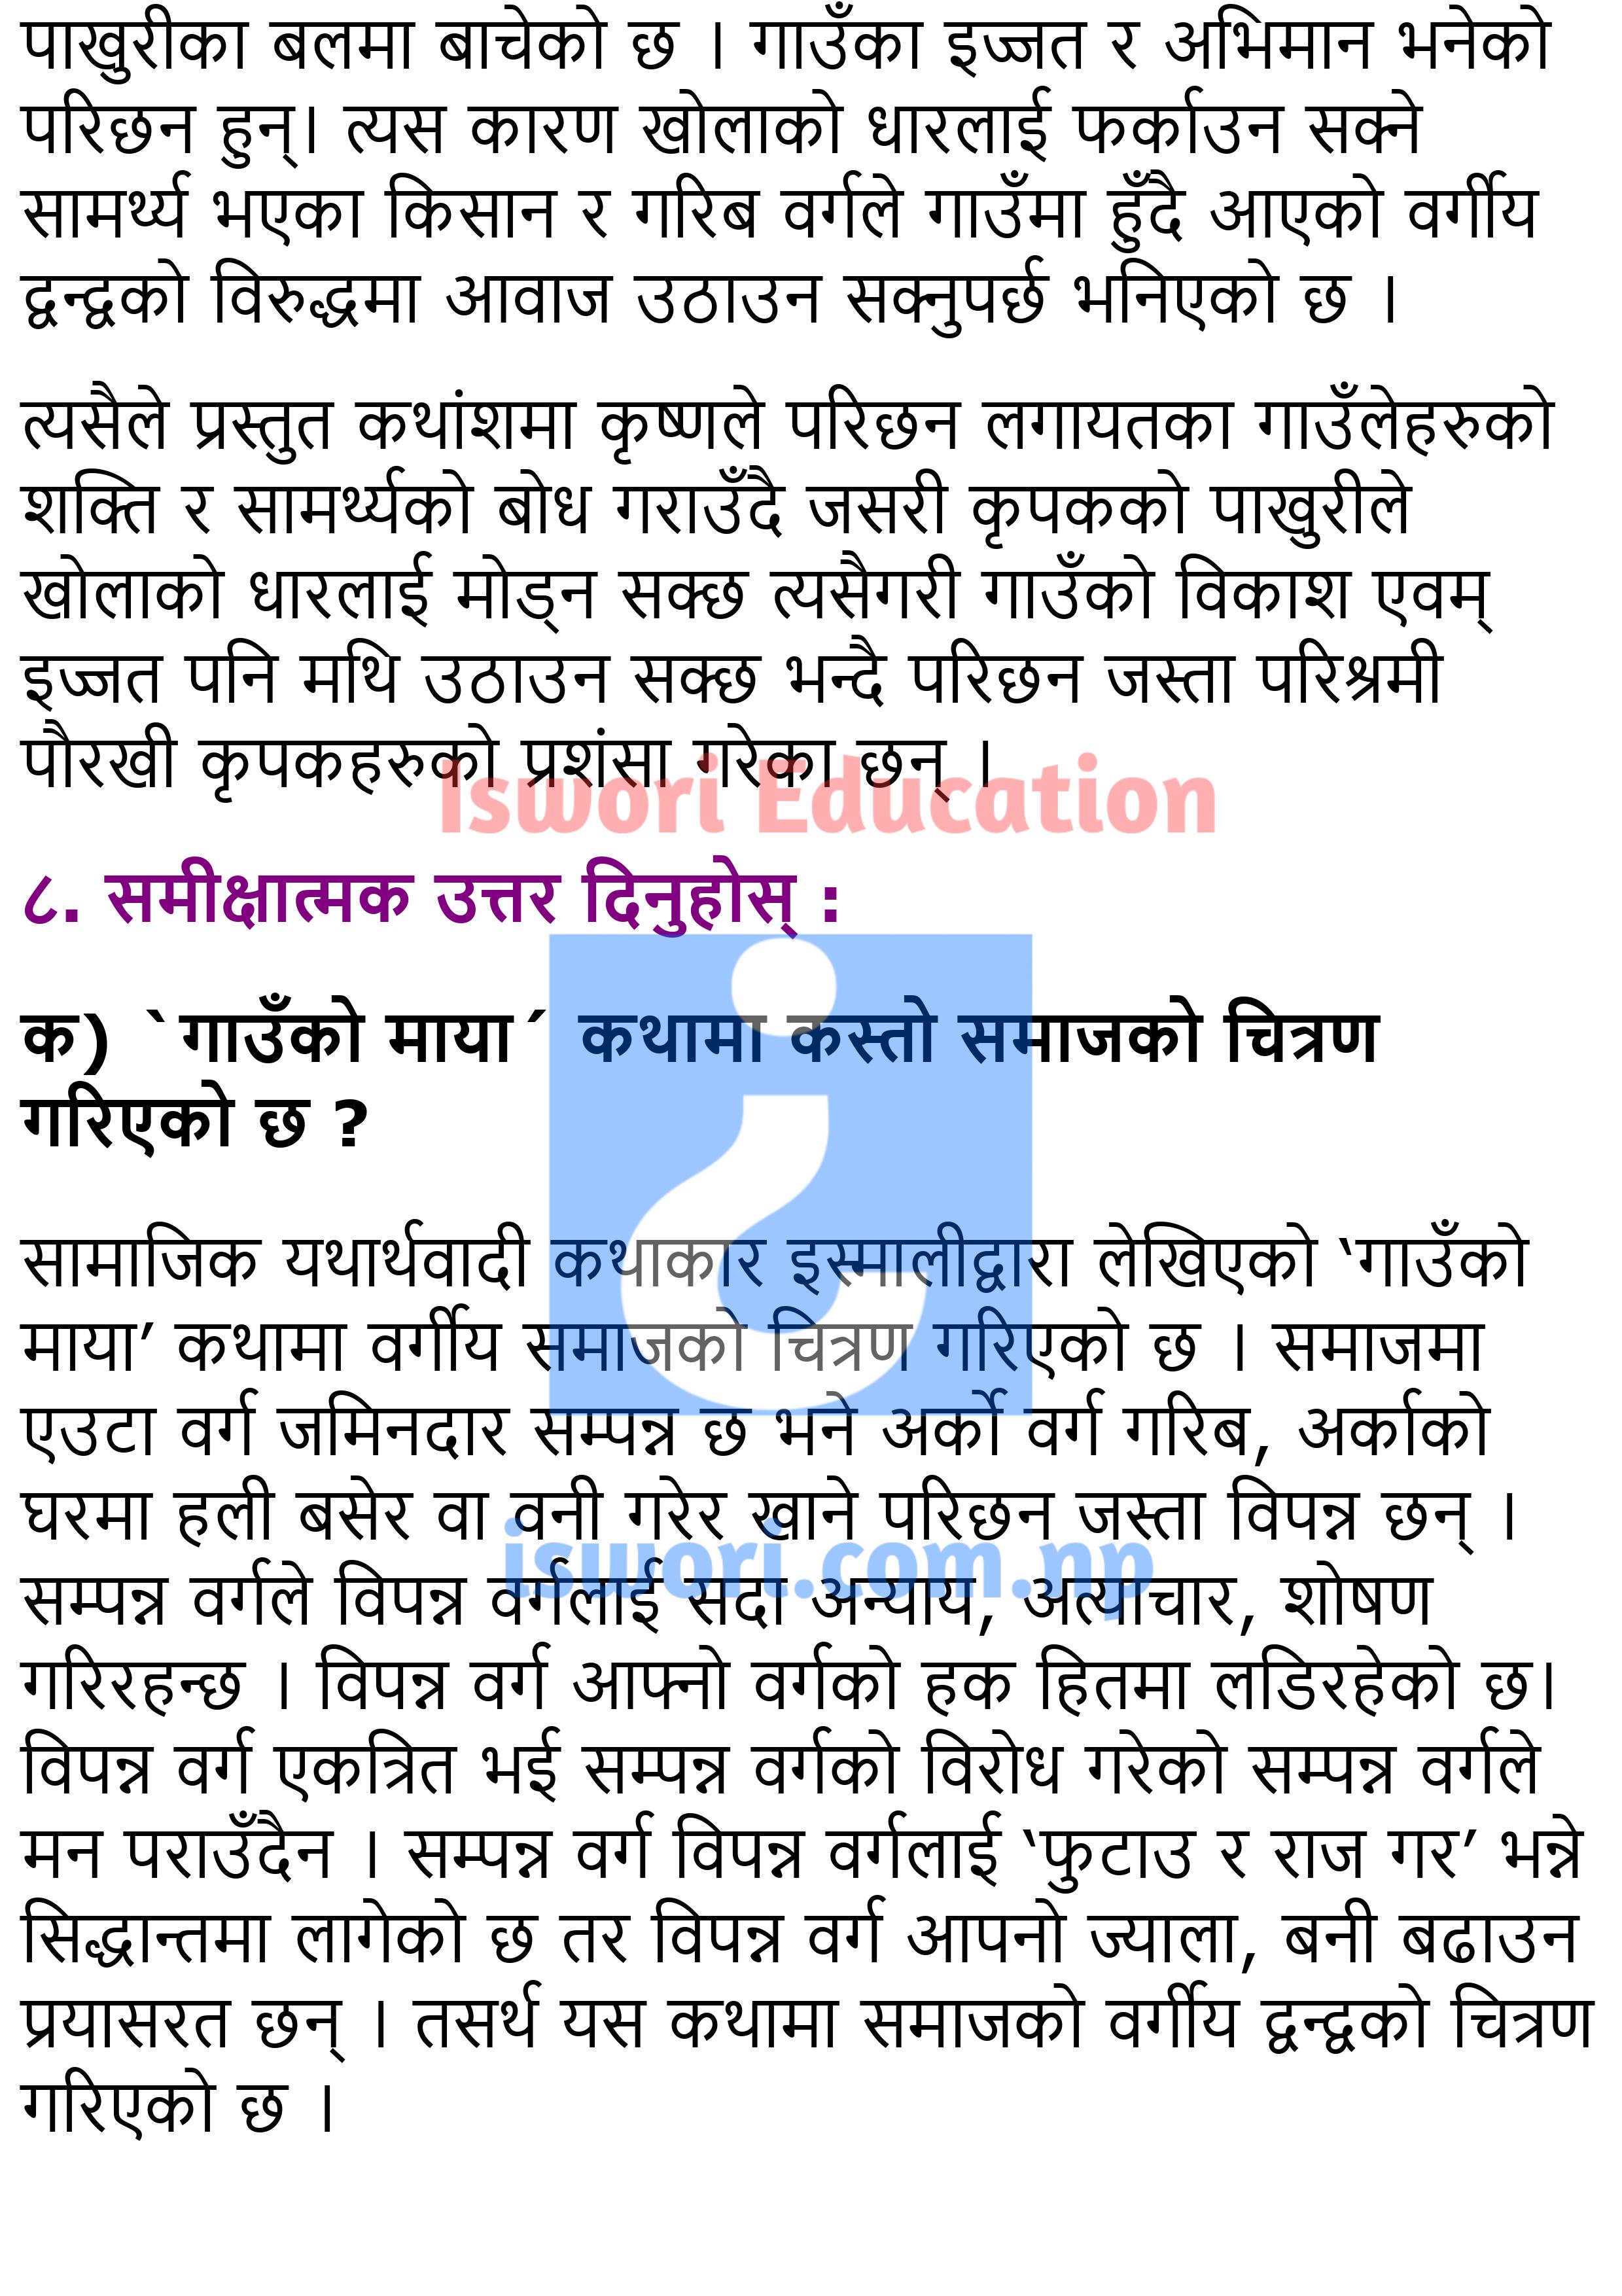 पाखुरीका बलमा बाचेको छ । गाउँका इज्जत र अभिमान भनेको
परिछन हुन्। त्यस कारण खोलाको धारलाई फर्काउन सक्ने
सामर्थ्य भएका किसान र गरिब वर्गले गाउँमा हुँदै आएको वर्गीय
द्वन्द्वको विरुद्धमा आवाज उठाउन सक्नुपर्छ भनिएको छ ।
त्यसैले प्रस्तुत कथांशमा कृष्णले परिछन लगायतका गाउँलेहरुको
शक्ति र सामर्थ्यको बोध गराउँदै जसरी कृपकको पाखुरीले
खोलाको धारलाई मोड्न सक्छ त्यसैगरी गाउँको विकाश एवम्
इज्जत पनि मथि उठाउन सक्छ भन्दै परिछन जस्ता परिश्रमी
पौरखी कृपकहरुको प्रशंसा गरेका छन् ।
Iswori Education
८. समीक्षात्मक उत्तर दिनुहोस् :
क) `गाउँको माया´ कथामा कस्तो समाजको चित्रण
गरिएको छ ?
सामाजिक यथार्थवादी कथाकार इस्मालीद्वारा लेखिएको ‘गाउँको
माया’ कथामा वर्गीय समाजको चित्रण गरिएको छ । समाजमा
एउटा वर्ग जमिनदार सम्पन्न छ भने अर्को वर्ग गरिब, अर्काको
घरमा हली बसेर वा वनी गरेर खाने परिछन जस्ता विपन्न छन् ।
iswori.com.np
सम्पन्न वर्गले विपन्न वर्गलाई सदा अन्याय, अत्याचार, शोषण
गरिरहन्छ । विपन्न वर्ग आफ्नो वर्गको हक हितमा लडिरहेको छ।
विपन्न वर्ग एकत्रित भई सम्पन्न वर्गको विरोध गरेको सम्पन्न वर्गले
मन पराउँदैन । सम्पन्न वर्ग विपन्न वर्गलाई ‘फुटाउ र राज गर’ भन्ने
सिद्धान्तमा लागेको छ तर विपन्न वर्ग आपनो ज्याला, बनी बढाउन
प्रयासरत छन् । तसर्थ यस कथामा समाजको वर्गीय द्वन्द्वको चित्रण
गरिएको छ ।